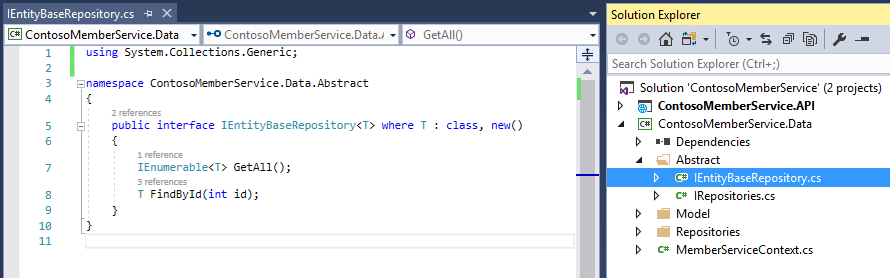 IEntityBaseRepository.cs
ContosoMemberService.Data
ContosoMemberService.Data.A
GetAll()
1 using System.Collections.Generic;
2
3 namespace ContosoMemberService.Data.Abstract
4 {
2 references
5 public interface IEntityBaseRepository<T> where T : class, new()
6 {
1 reference
7 IEnumerable<T> GetAll();
3 references
8 T FindById(int id);
9 }
10 }
11
Solution Explorer
Search Solution Explorer (Ctrl+;)
Solution 'ContosoMemberService' (2 projects)
ContosoMemberService.API
C# ContosoMemberService.Data
Dependencies
Abstract
C# IEntityBaseRepository.cs
C# IRepositories.cs
Model
Repositories
C# MemberServiceContext.cs